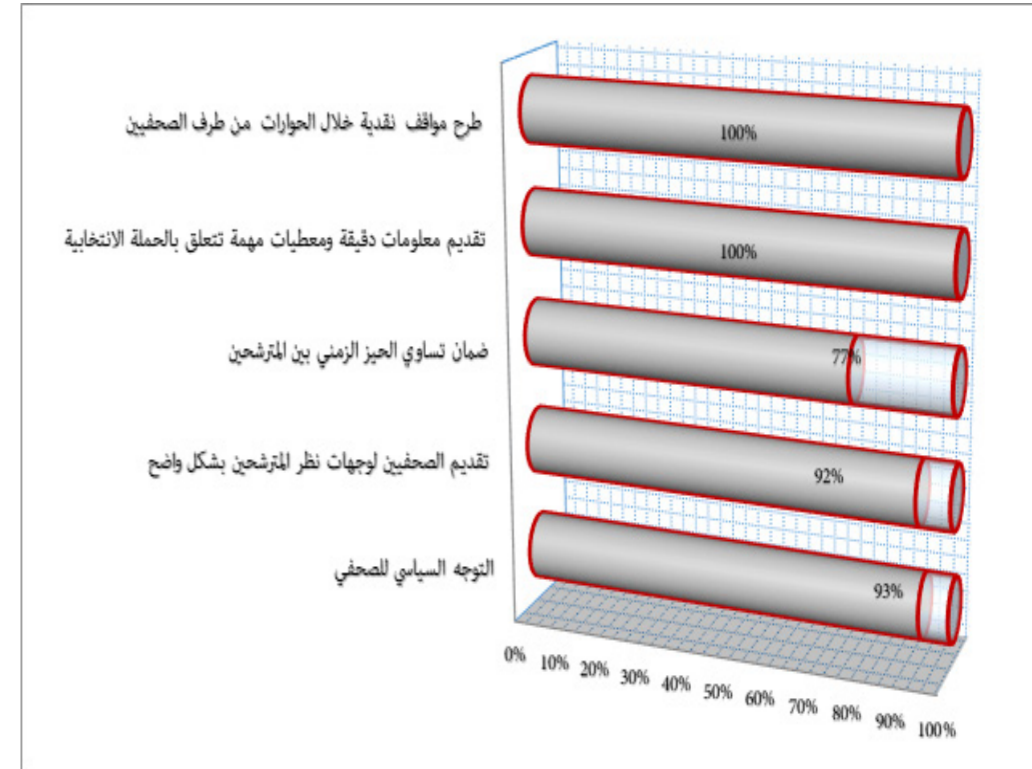 طرح مواقف نقدية خلال الحوارات من طرف الصحفيين
100%
تقديم معلومات دقيقة ومعطيات مهمة تتعلق بالحملة الانتخابية
100%
ضمان تساوي الحيز الزمني بين المترشحين
77%
تقديم الصحفيين لوجهات نظر المترشحين بشكل واضح
92%
التوجه السياسي للصحفي
93%
0% 10% 20% 30% 40% 50% 60% 70% 80% 90% 100%